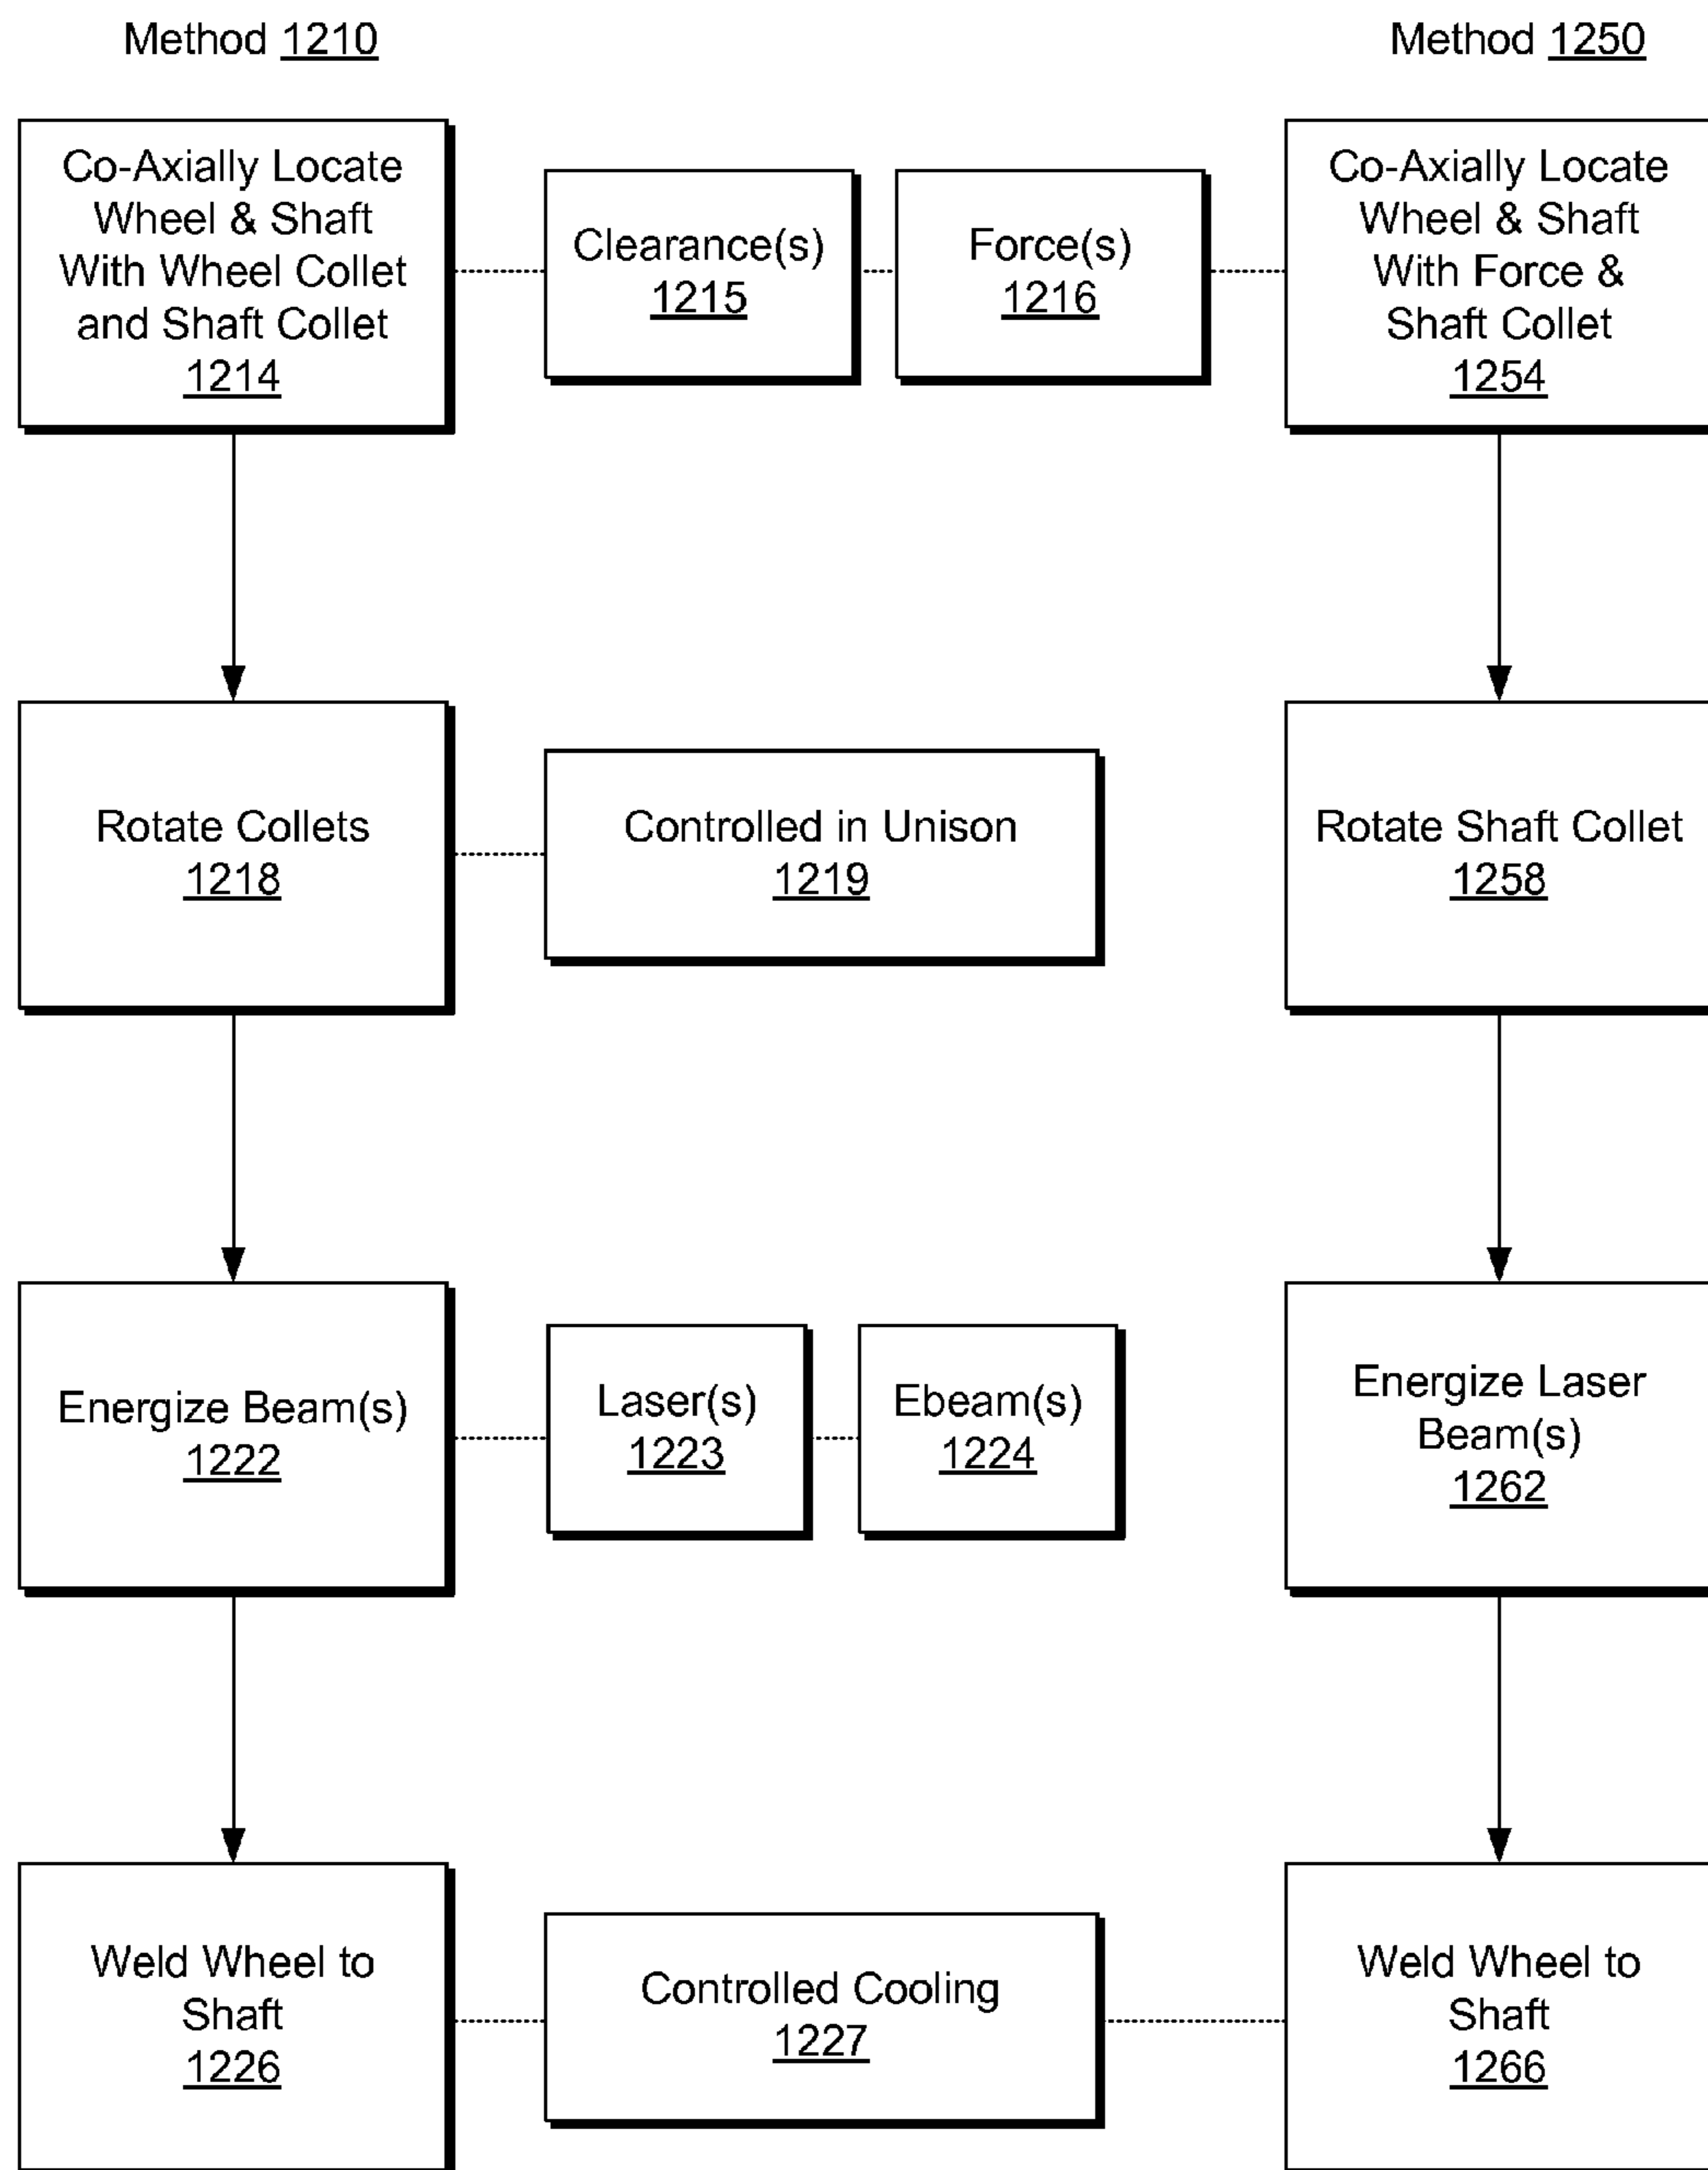 Method 1210
Method 1250
Co-Axially Locate
Wheel & Shaft
With Wheel Collet
and Shaft Collet
1214
Clearance(s)
1215
Force(s)
1216
Co-Axially Locate
Wheel & Shaft
With Force &
Shaft Collet
1254
Rotate Collets
1218
Controlled in Unison
1219
Rotate Shaft Collet
1258
Energize Beam(s)
1222
Laser(s)
1223
Ebeam(s)
1224
Energize Laser
Beam(s)
1262
Weld Wheel to
Shaft
1226
Controlled Cooling
1227
Weld Wheel to
Shaft
1266